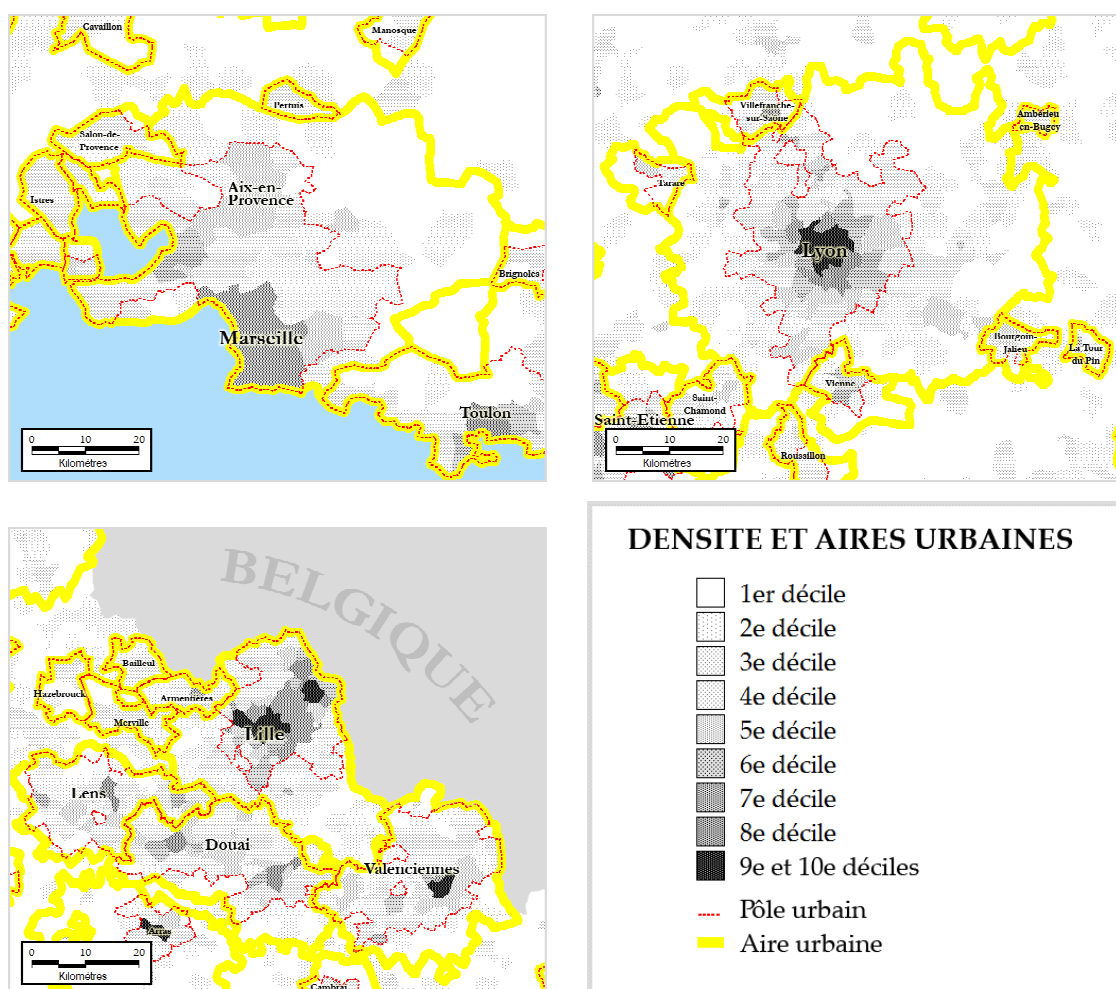 Cavaillon
Manosque
Pertuis
Salon-de-
Provence
Istres
Aix-en-
Provence
Brignoles
Marseille
Toulon
0 10 20
Kilométres
Villefranche-
sur-Saône
Ambérieu
en-Bugey
Tarare
Lyon
Bourgoin-
Jalieu
La Tour
du Pin
Vienne
Saint-
Chamond
Saint-Etienne
Roussillon
0 10 20
Kilométres
BELGIQUE
Bailleul
Hazebrouck
Armentières
Merville
Lille
Lens
Douai
Valenciennes
Arras
Cambrai
0 10 20
Kilométres
DENSITE ET AIRES URBAINES
1er décile
2e décile
3e décile
4e décile
5e décile
6e décile
7e décile
8e décile
9e et 10e déciles
Pôle urbain
Aire urbaine